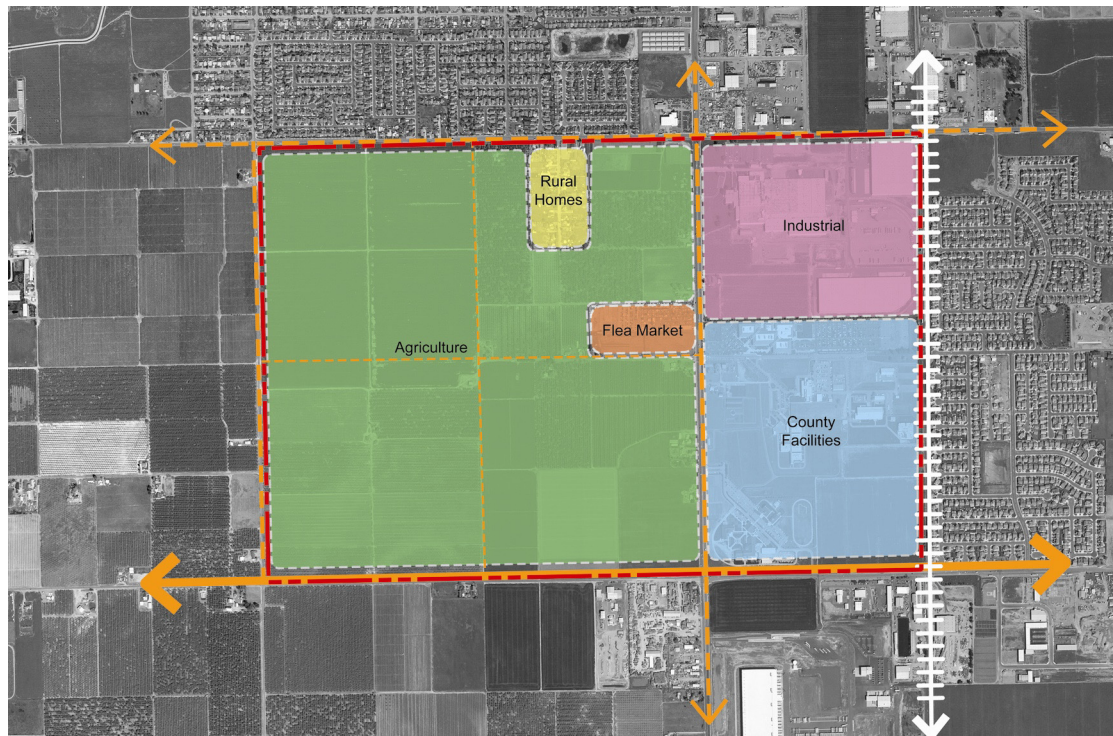 Rural
Homes
Industrial
Flea Market
Agriculture
County
Facilities